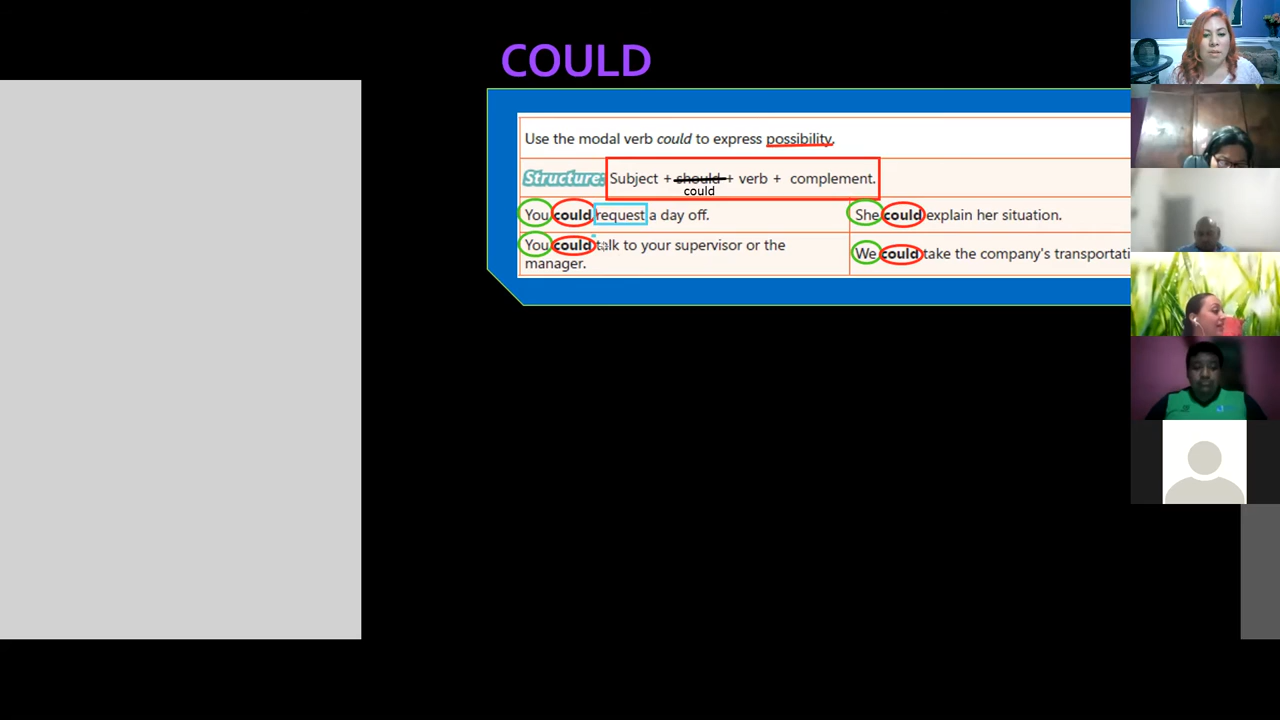 COULD
Use the modal verb could to express possibility.
Structure: Subject + should + verb + complement.
could
You could request a day off.
She could explain her situation.
You could talk to your supervisor or the
manager.
We could take the company's transportati